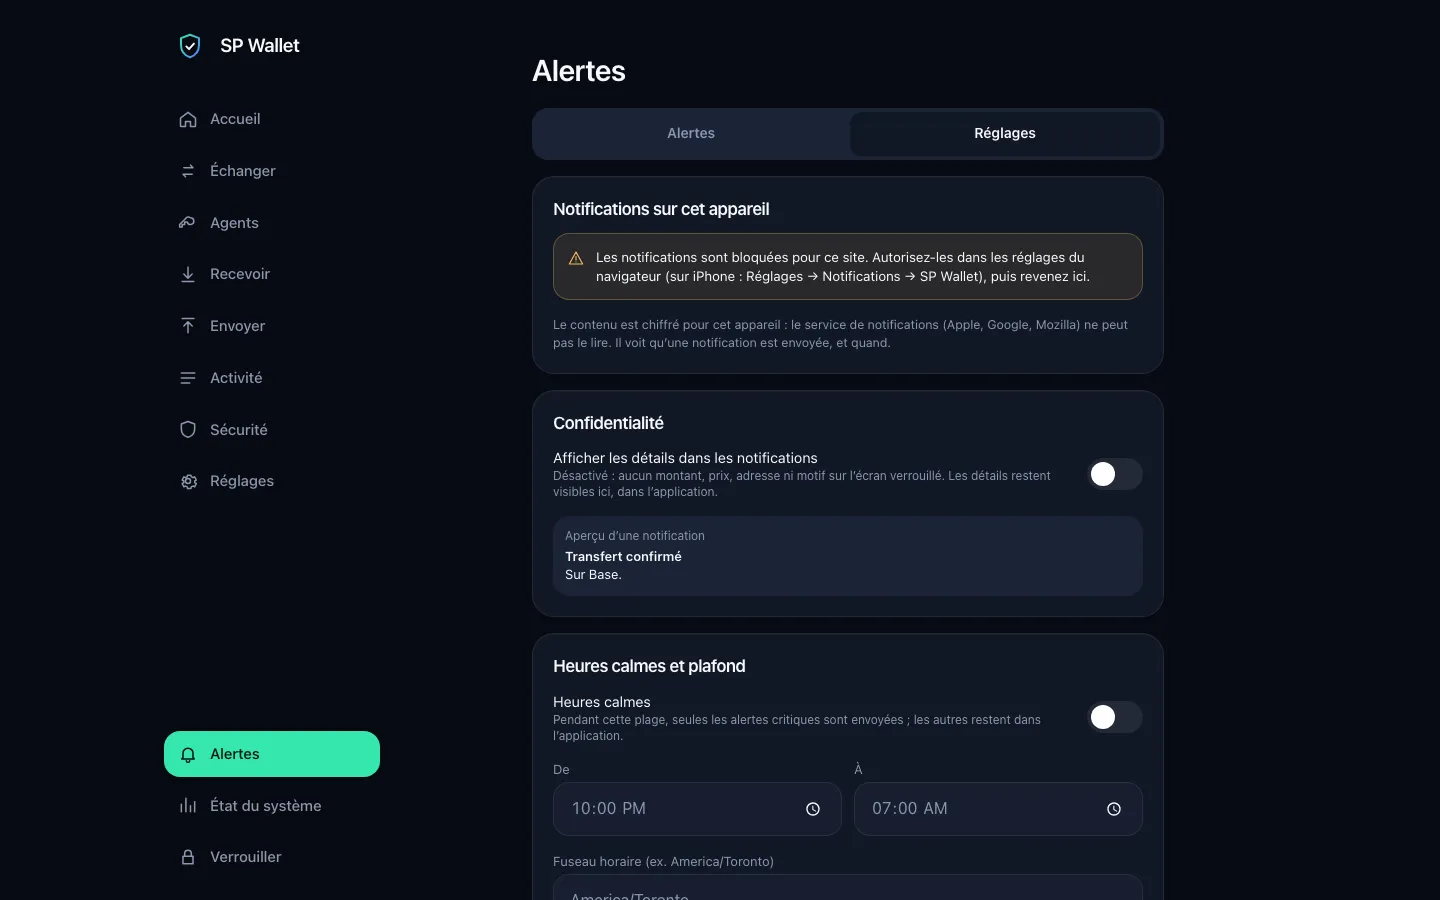 SP Wallet
Accueil
Échanger
Agents
Recevoir
Envoyer
Activité
Sécurité
Réglages
Alertes
État du système
Verrouiller
Alertes
Alertes
Réglages
Notifications sur cet appareil
Les notifications sont bloquées pour ce site. Autorisez-les dans les réglages du
navigateur (sur iPhone : Réglages → Notifications → SP Wallet), puis revenez ici.
Le contenu est chiffré pour cet appareil : le service de notifications (Apple, Google, Mozilla) ne peut
pas le lire. Il voit qu’une notification est envoyée, et quand.
Confidentialité
Afficher les détails dans les notifications
Désactivé : aucun montant, prix, adresse ni motif sur l’écran verrouillé. Les détails restent
visibles ici, dans l’application.
Aperçu d’une notification
Transfert confirmé
Sur Base.
Heures calmes et plafond
Heures calmes
Pendant cette plage, seules les alertes critiques sont envoyées ; les autres restent dans
l’application.
De
À
10:00 PM
07:00 AM
Fuseau horaire (ex. America/Toronto)
America/Toronto